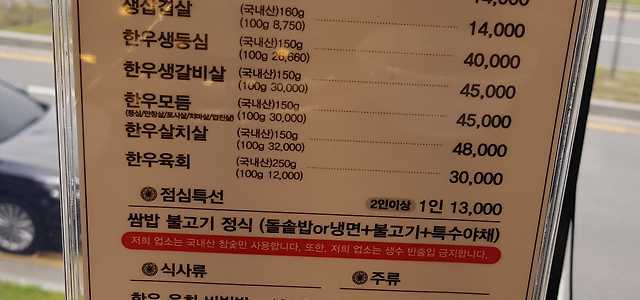 생삼겹살 (국내산)160g 14,000
(100g 8,750)
한우생등심 (국내산)150g 40,000
(100g 26,660)
한우생갈비살 (국내산)150g 45,000
(100g 30,000)
한우모듬 (국내산)150g 45,000
(등심/안창살/토시살/치마살/업진살) (100g 30,000)
한우살치살 (국내산)150g 48,000
(100g 32,000)
한우육회 (국내산)250g 30,000
(100g 12,000)
점심특선 2인이상 1인 13,000
쌈밥 불고기 정식 (돌솥밥or냉면+불고기+특수야채)
저희 업소는 국내산 참숯만 사용합니다. 또한, 저희 업소는 생수 반출입 금지합니다.
식사류 주류